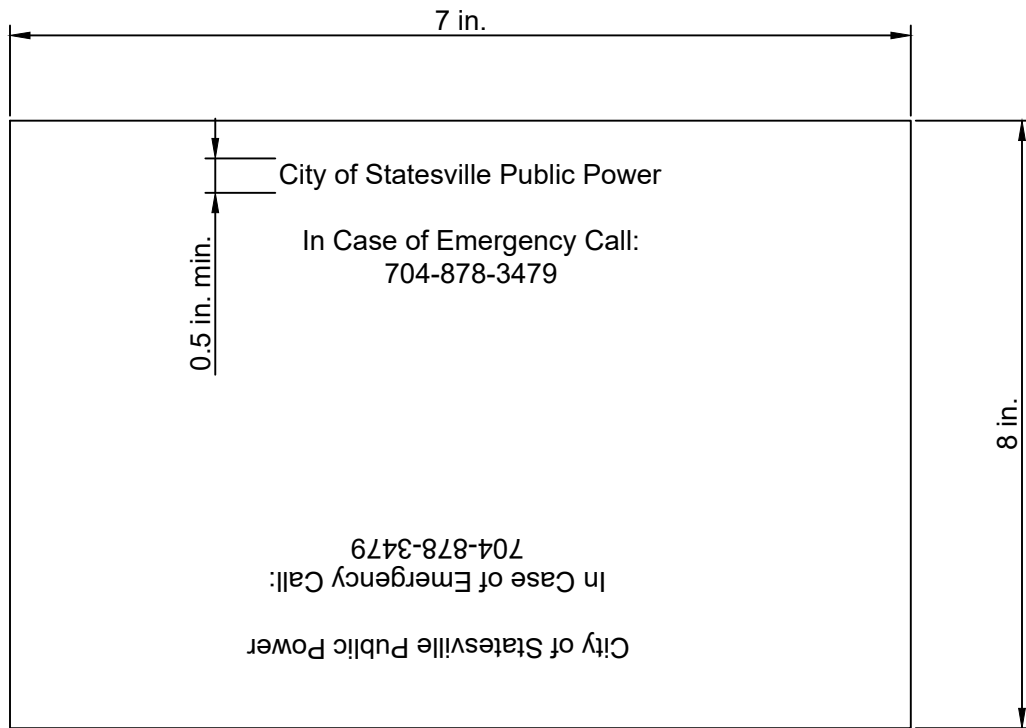 7 in.
City of Statesville Public Power
In Case of Emergency Call:
704-878-3479
0.5 in. min.
8 in.
City of Statesville Public Power
In Case of Emergency Call:
704-878-3479